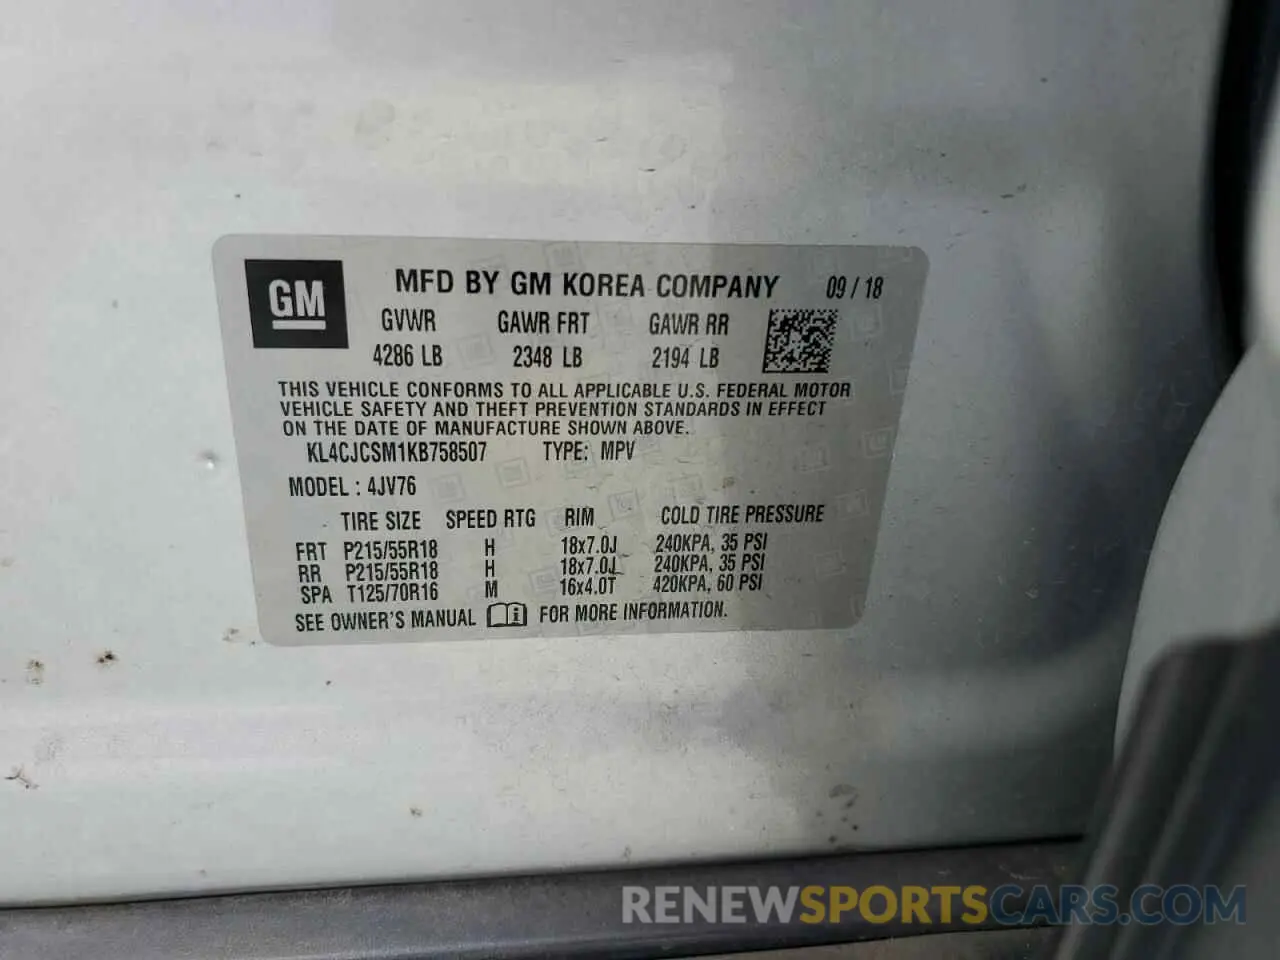 GM
MFD BY GM KOREA COMPANY 09 / 18
GVWR GAWR FRT GAWR RR
4286 LB 2348 LB 2194 LB
THIS VEHICLE CONFORMS TO ALL APPLICABLE U.S. FEDERAL MOTOR
VEHICLE SAFETY AND THEFT PREVENTION STANDARDS IN EFFECT
ON THE DATE OF MANUFACTURE SHOWN ABOVE.
KL4CJCSM1KB758507 TYPE: MPV
MODEL : 4JV76
TIRE SIZE SPEED RTG RIM COLD TIRE PRESSURE
FRT P215/55R18 H 18x7.0J 240KPA, 35 PSI
RR P215/55R18 H 18x7.0J 240KPA, 35 PSI
SPA T125/70R16 M 16x4.0T 420KPA, 60 PSI
SEE OWNER'S MANUAL i FOR MORE INFORMATION.
RENEWSPORTSCARS.COM